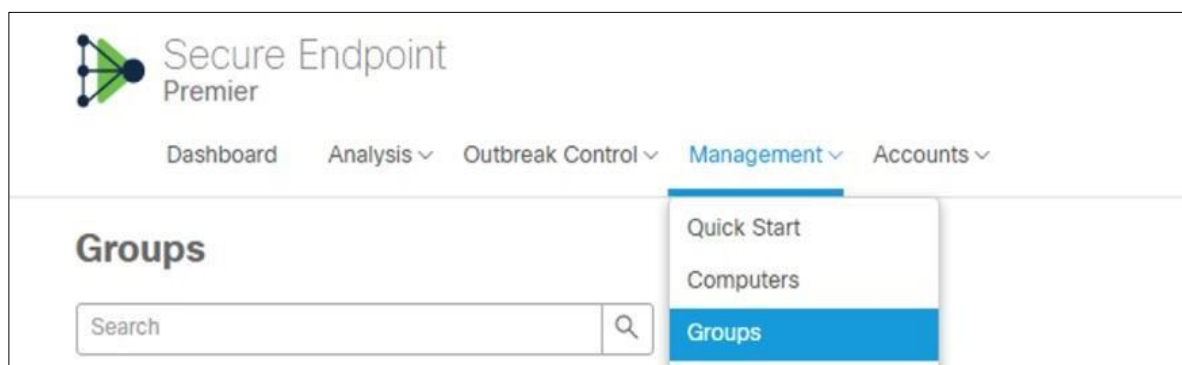 Secure Endpoint
Premier
Dashboard Analysis Outbreak Control Management Accounts
Groups
Search
Quick Start
Computers
Groups